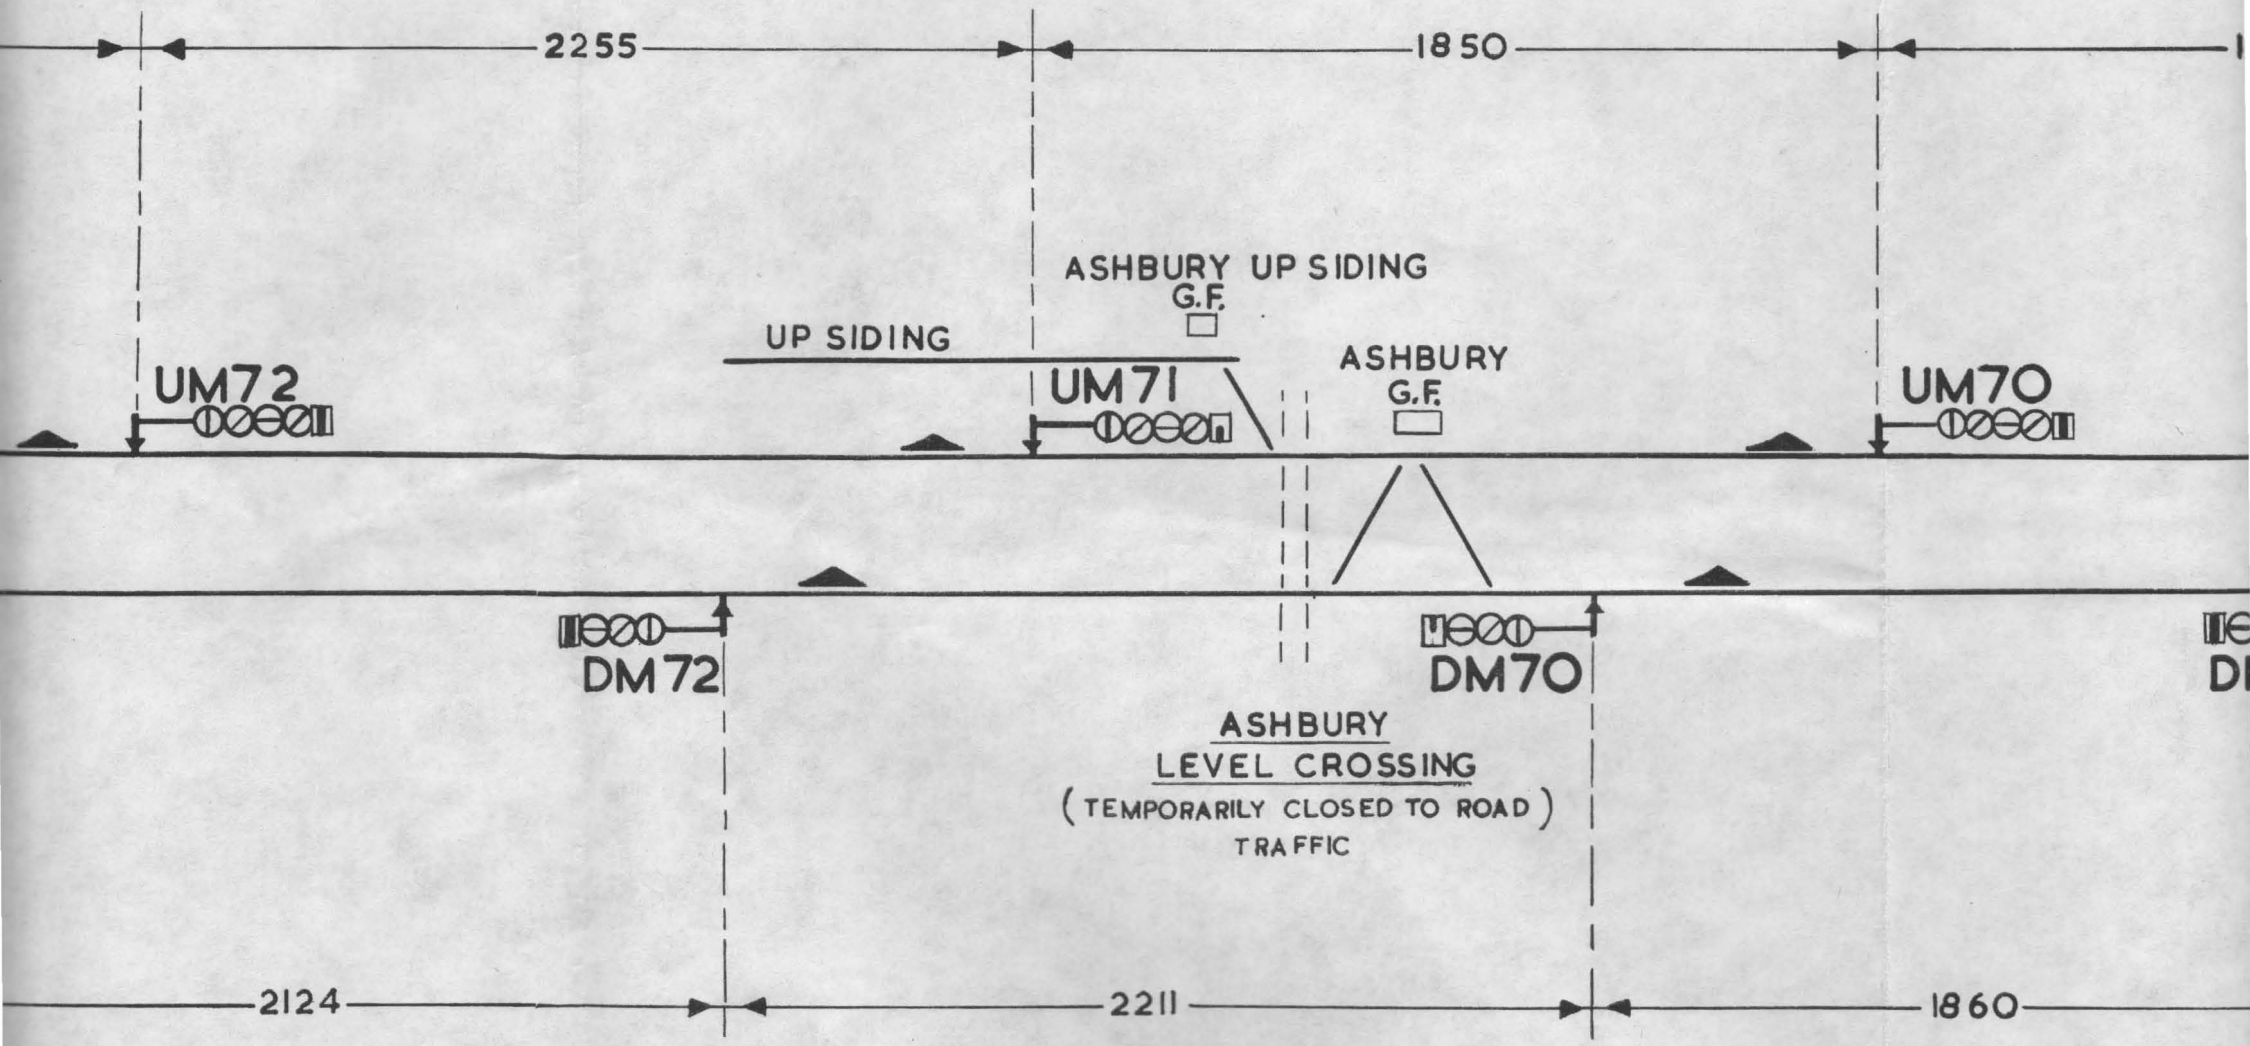 2255
1850
ASHBURY UP SIDING
G.F.
UP SIDING
ASHBURY
G.F.
UM72
UM71
UM70
DM72
DM70
ASHBURY
LEVEL CROSSING
(TEMPORARILY CLOSED TO ROAD)
TRAFFIC
2124
2211
1860